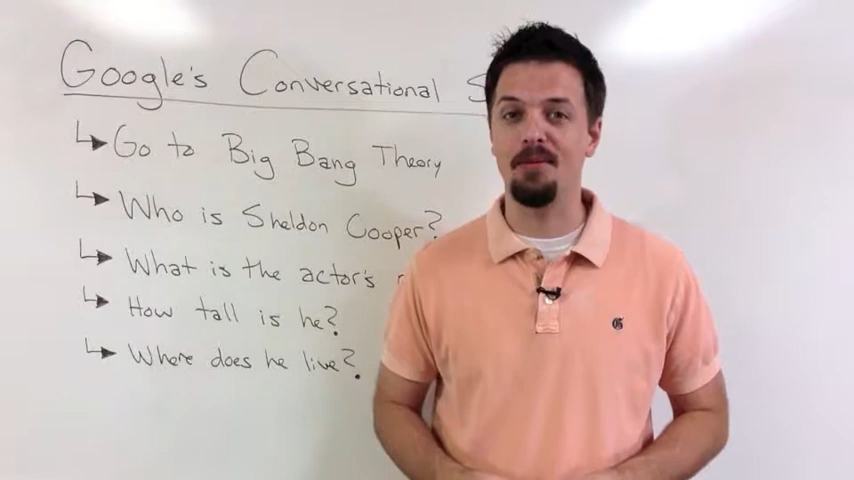 Google's Conversational
Go to Big Bang Theory
Who is Sheldon Cooper?
What is the actor's
How tall is he?
Where does he live?